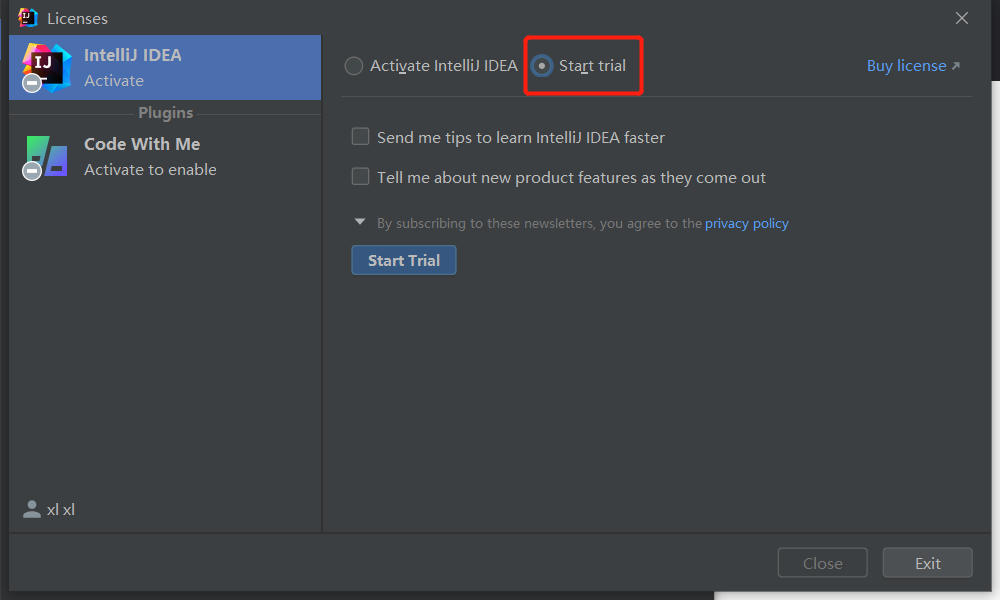 Licenses
IJ
IntelliJ IDEA
Activate
Plugins
Code With Me
Activate to enable
xl xl
Activate IntelliJ IDEA
Start trial
Buy license
Send me tips to learn IntelliJ IDEA faster
Tell me about new product features as they come out
By subscribing to these newsletters, you agree to the privacy policy
Start Trial
Close
Exit